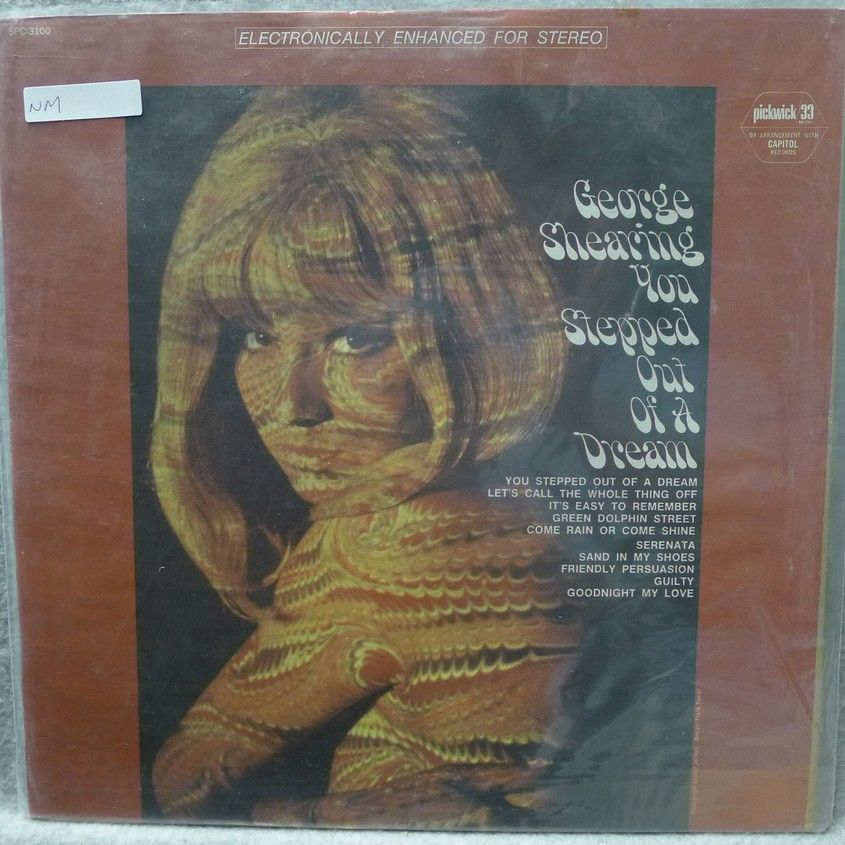 SPC-3100
ELECTRONICALLY ENHANCED FOR STEREO
NM
pickwick 33
BY ARRANGEMENT WITH
CAPITOL
RECORDS
George
Shearing
You
Stepped
Out
Of A
Dream
YOU STEPPED OUT OF A DREAM
LET'S CALL THE WHOLE THING OFF
IT'S EASY TO REMEMBER
GREEN DOLPHIN STREET
COME RAIN OR COME SHINE
SERENATA
SAND IN MY SHOES
FRIENDLY PERSUASION
GUILTY
GOODNIGHT MY LOVE